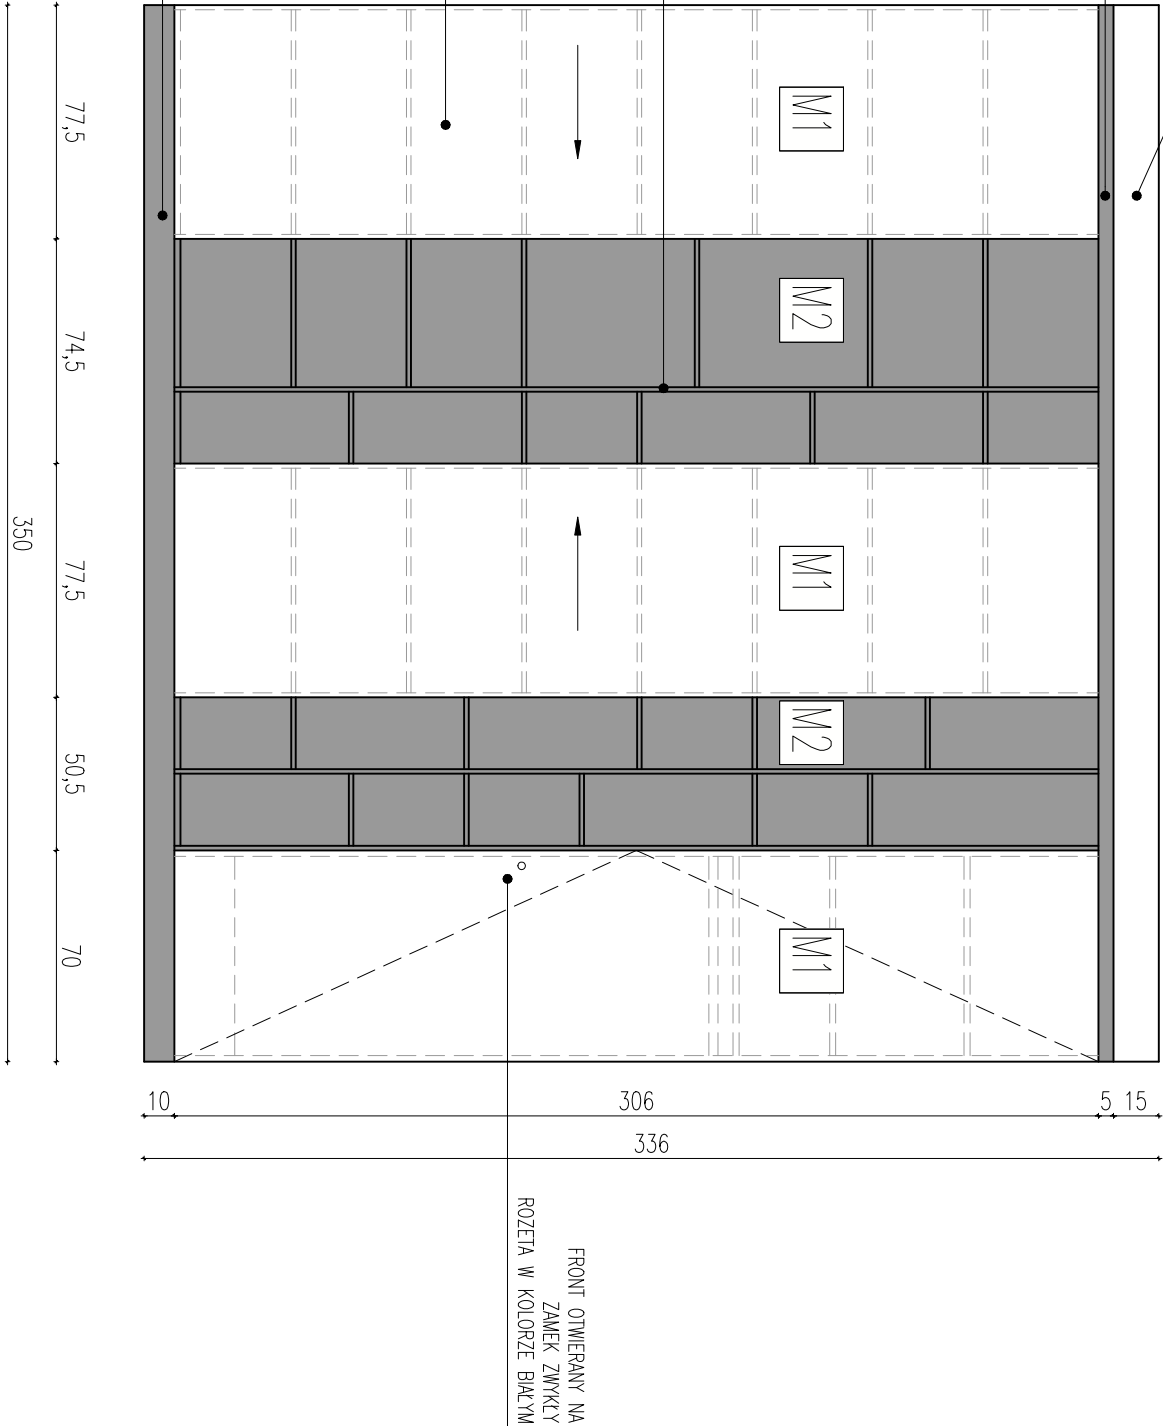 M1
M2
M1
M2
M1
77,5
74,5
77,5
50,5
70
350
10
306
5
15
336
FRONT OTWIERANY NA
ZAMEK ZWYKŁY
ROZETA W KOLORZE BIAŁYM